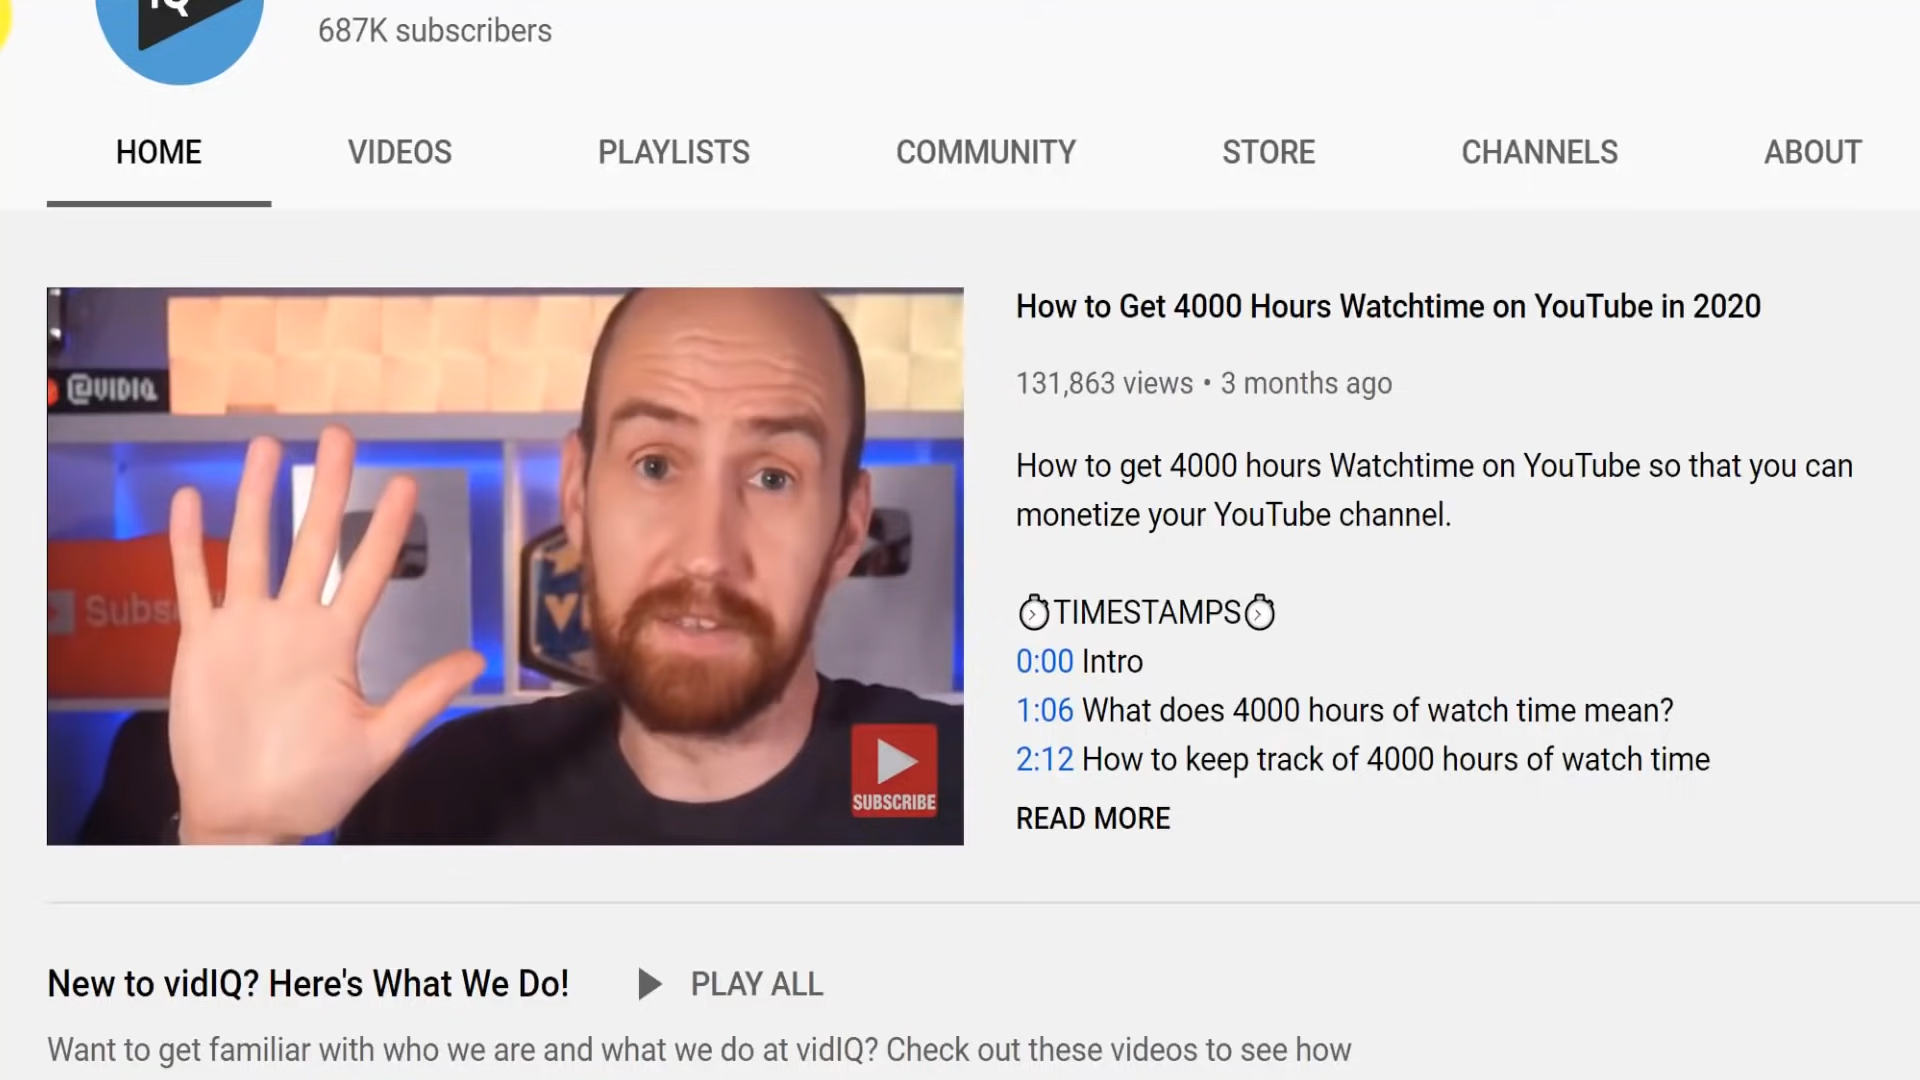 IQ
687K subscribers
HOME VIDEOS PLAYLISTS COMMUNITY STORE CHANNELS ABOUT
@VIDIQ
Subs
VI
SUBSCRIBE
How to Get 4000 Hours Watchtime on YouTube in 2020
131,863 views • 3 months ago
How to get 4000 hours Watchtime on YouTube so that you can
monetize your YouTube channel.
⏱TIMESTAMPS⏱
0:00 Intro
1:06 What does 4000 hours of watch time mean?
2:12 How to keep track of 4000 hours of watch time
READ MORE
New to vidIQ? Here's What We Do! PLAY ALL
Want to get familiar with who we are and what we do at vidIQ? Check out these videos to see how